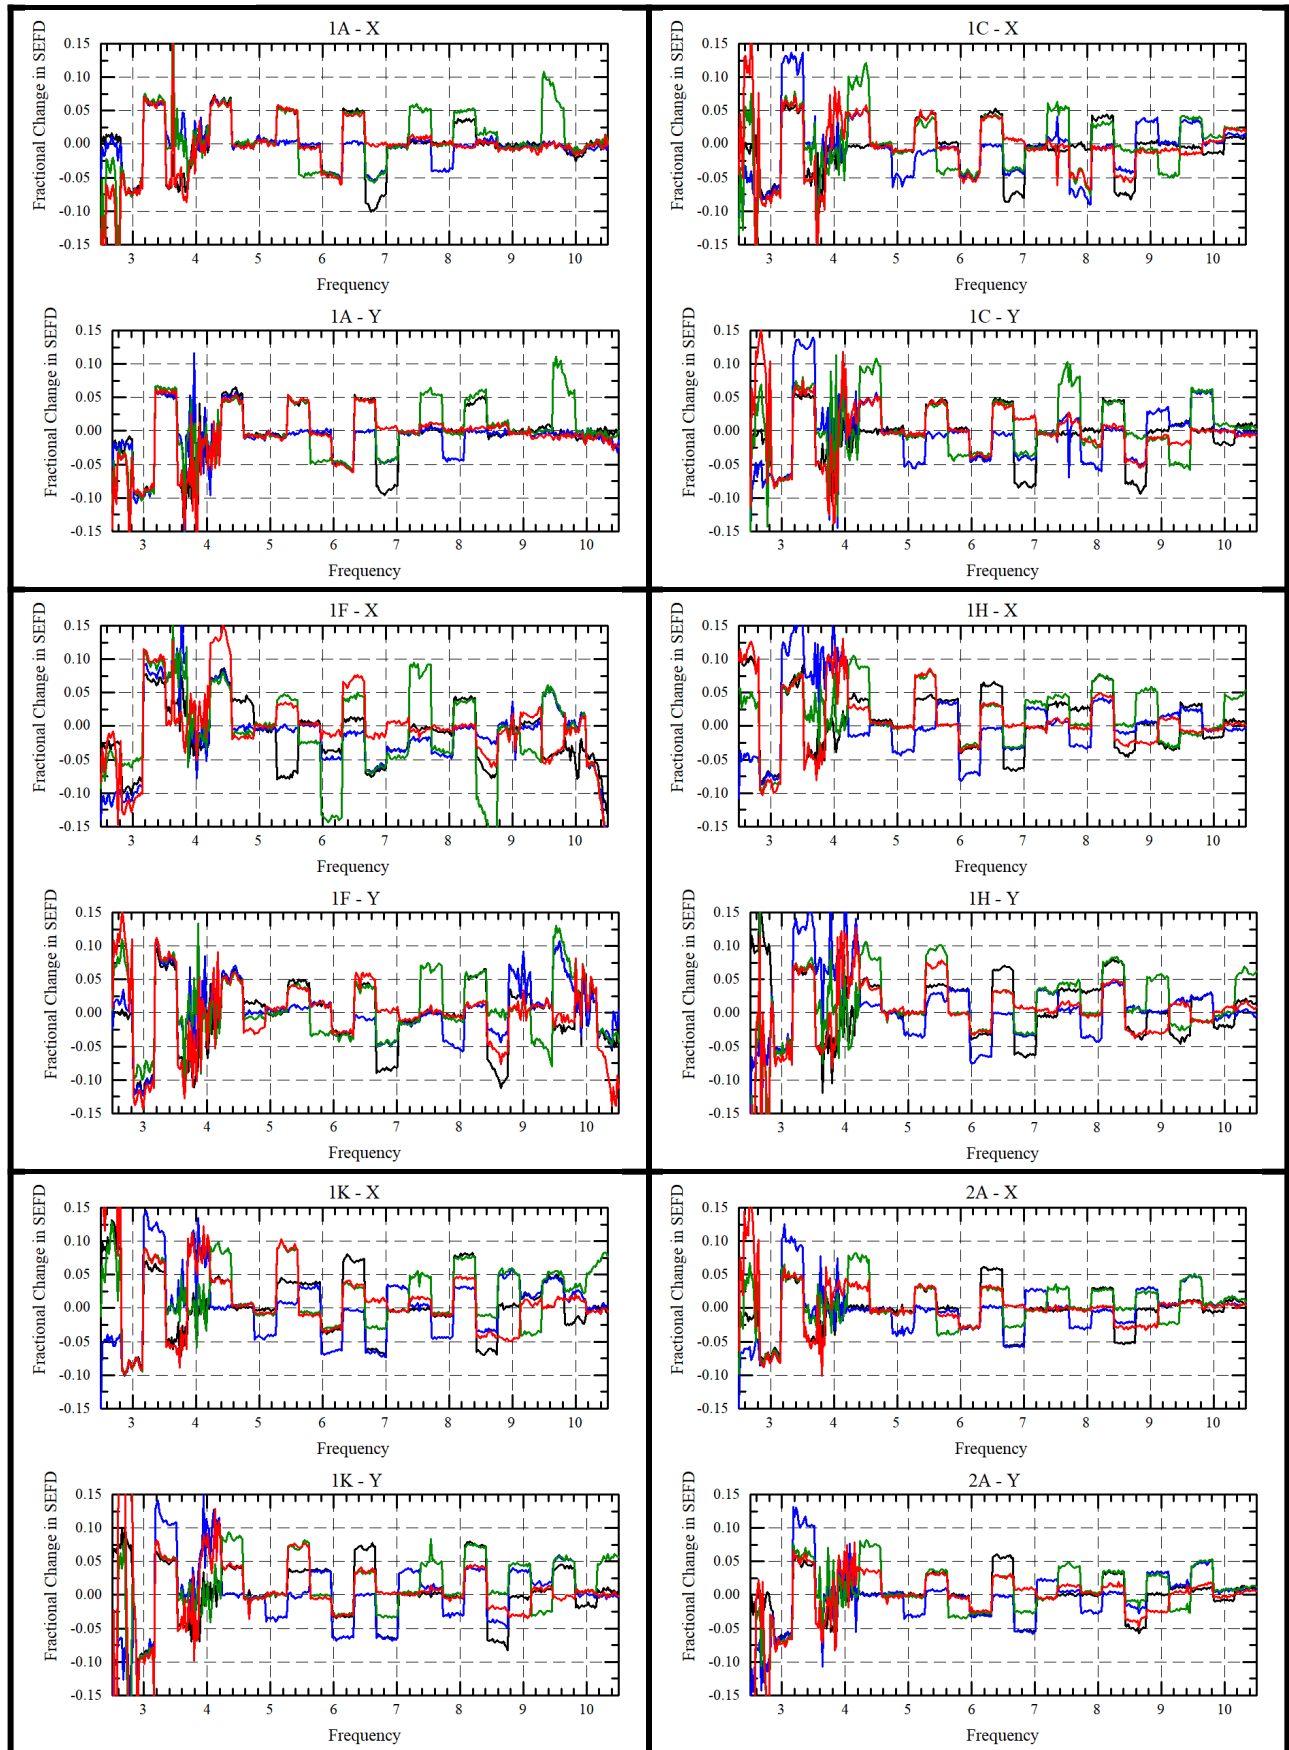 1A - X
Fractional Change in SEFD
0.15
0.10
0.05
0.00
-0.05
-0.10
-0.15
3 4 5 6 7 8 9 10
Frequency
1A - Y
Fractional Change in SEFD
0.15
0.10
0.05
0.00
-0.05
-0.10
-0.15
3 4 5 6 7 8 9 10
Frequency
1C - X
Fractional Change in SEFD
0.15
0.10
0.05
0.00
-0.05
-0.10
-0.15
3 4 5 6 7 8 9 10
Frequency
1C - Y
Fractional Change in SEFD
0.15
0.10
0.05
0.00
-0.05
-0.10
-0.15
3 4 5 6 7 8 9 10
Frequency
1F - X
Fractional Change in SEFD
0.15
0.10
0.05
0.00
-0.05
-0.10
-0.15
3 4 5 6 7 8 9 10
Frequency
1F - Y
Fractional Change in SEFD
0.15
0.10
0.05
0.00
-0.05
-0.10
-0.15
3 4 5 6 7 8 9 10
Frequency
1H - X
Fractional Change in SEFD
0.15
0.10
0.05
0.00
-0.05
-0.10
-0.15
3 4 5 6 7 8 9 10
Frequency
1H - Y
Fractional Change in SEFD
0.15
0.10
0.05
0.00
-0.05
-0.10
-0.15
3 4 5 6 7 8 9 10
Frequency
1K - X
Fractional Change in SEFD
0.15
0.10
0.05
0.00
-0.05
-0.10
-0.15
3 4 5 6 7 8 9 10
Frequency
1K - Y
Fractional Change in SEFD
0.15
0.10
0.05
0.00
-0.05
-0.10
-0.15
3 4 5 6 7 8 9 10
Frequency
2A - X
Fractional Change in SEFD
0.15
0.10
0.05
0.00
-0.05
-0.10
-0.15
3 4 5 6 7 8 9 10
Frequency
2A - Y
Fractional Change in SEFD
0.15
0.10
0.05
0.00
-0.05
-0.10
-0.15
3 4 5 6 7 8 9 10
Frequency